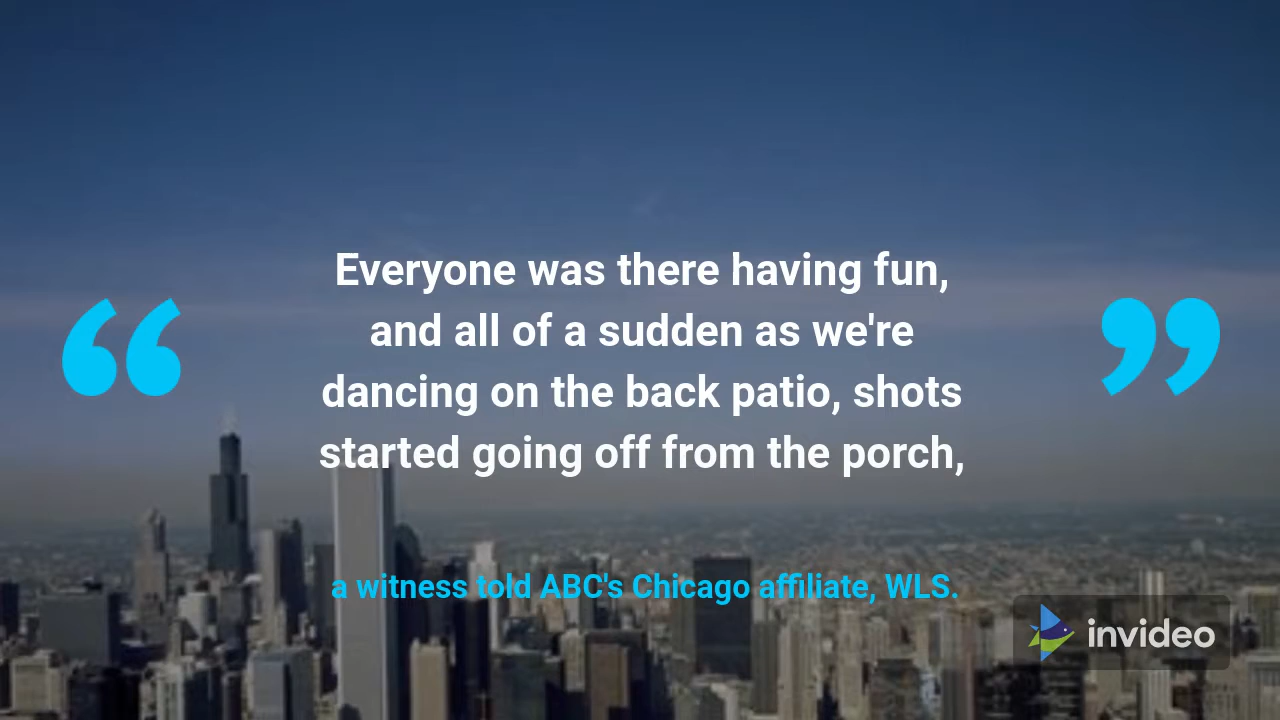 Everyone was there having fun,
and all of a sudden as we're
dancing on the back patio, shots
started going off from the porch,
a witness told ABC's Chicago affiliate, WLS.
invideo